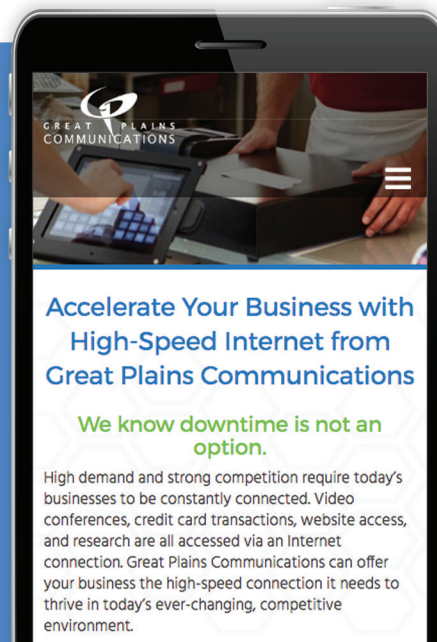 GREAT PLAINS
COMMUNICATIONS
Accelerate Your Business with
High-Speed Internet from
Great Plains Communications
We know downtime is not an
option.
High demand and strong competition require today's
businesses to be constantly connected. Video
conferences, credit card transactions, website access,
and research are all accessed via an Internet
connection. Great Plains Communications can offer
your business the high-speed connection it needs to
thrive in today's ever-changing, competitive
environment.